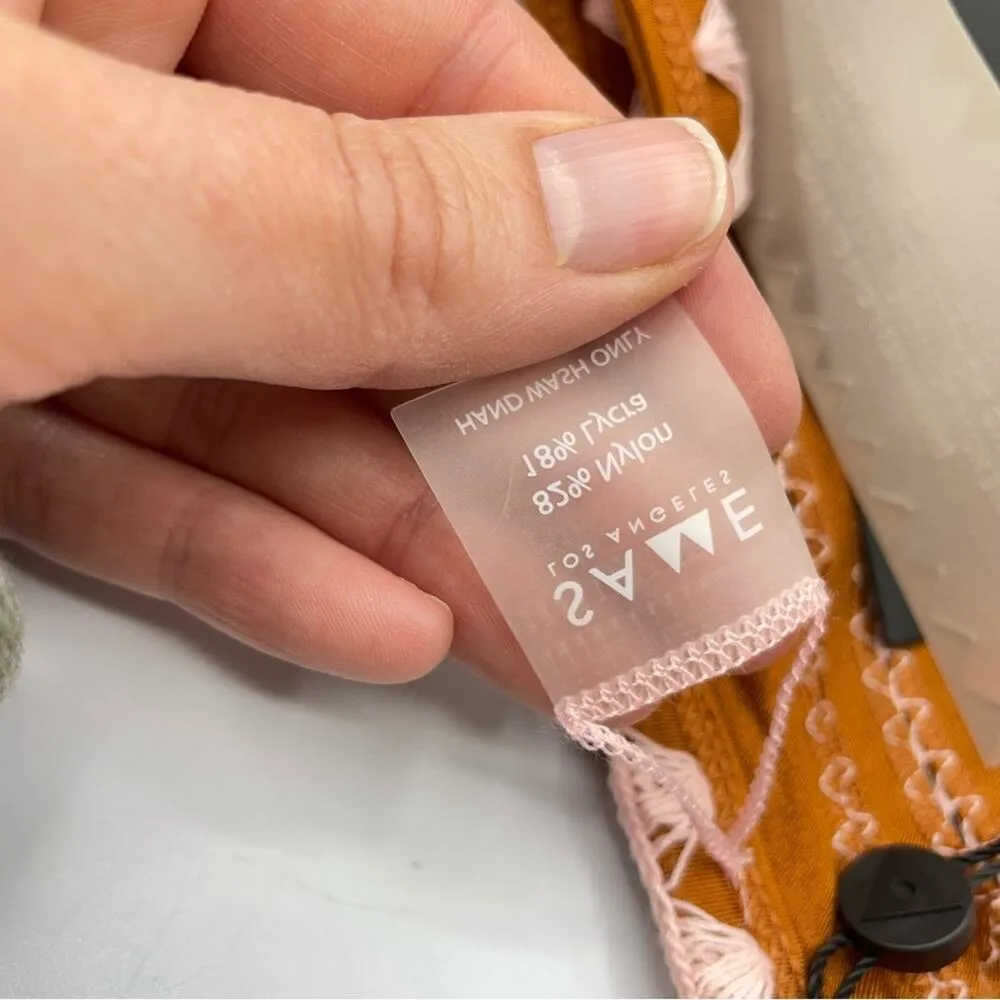 SAME
LOS ANGELES
82% Nylon
18% Lycra
HAND WASH ONLY